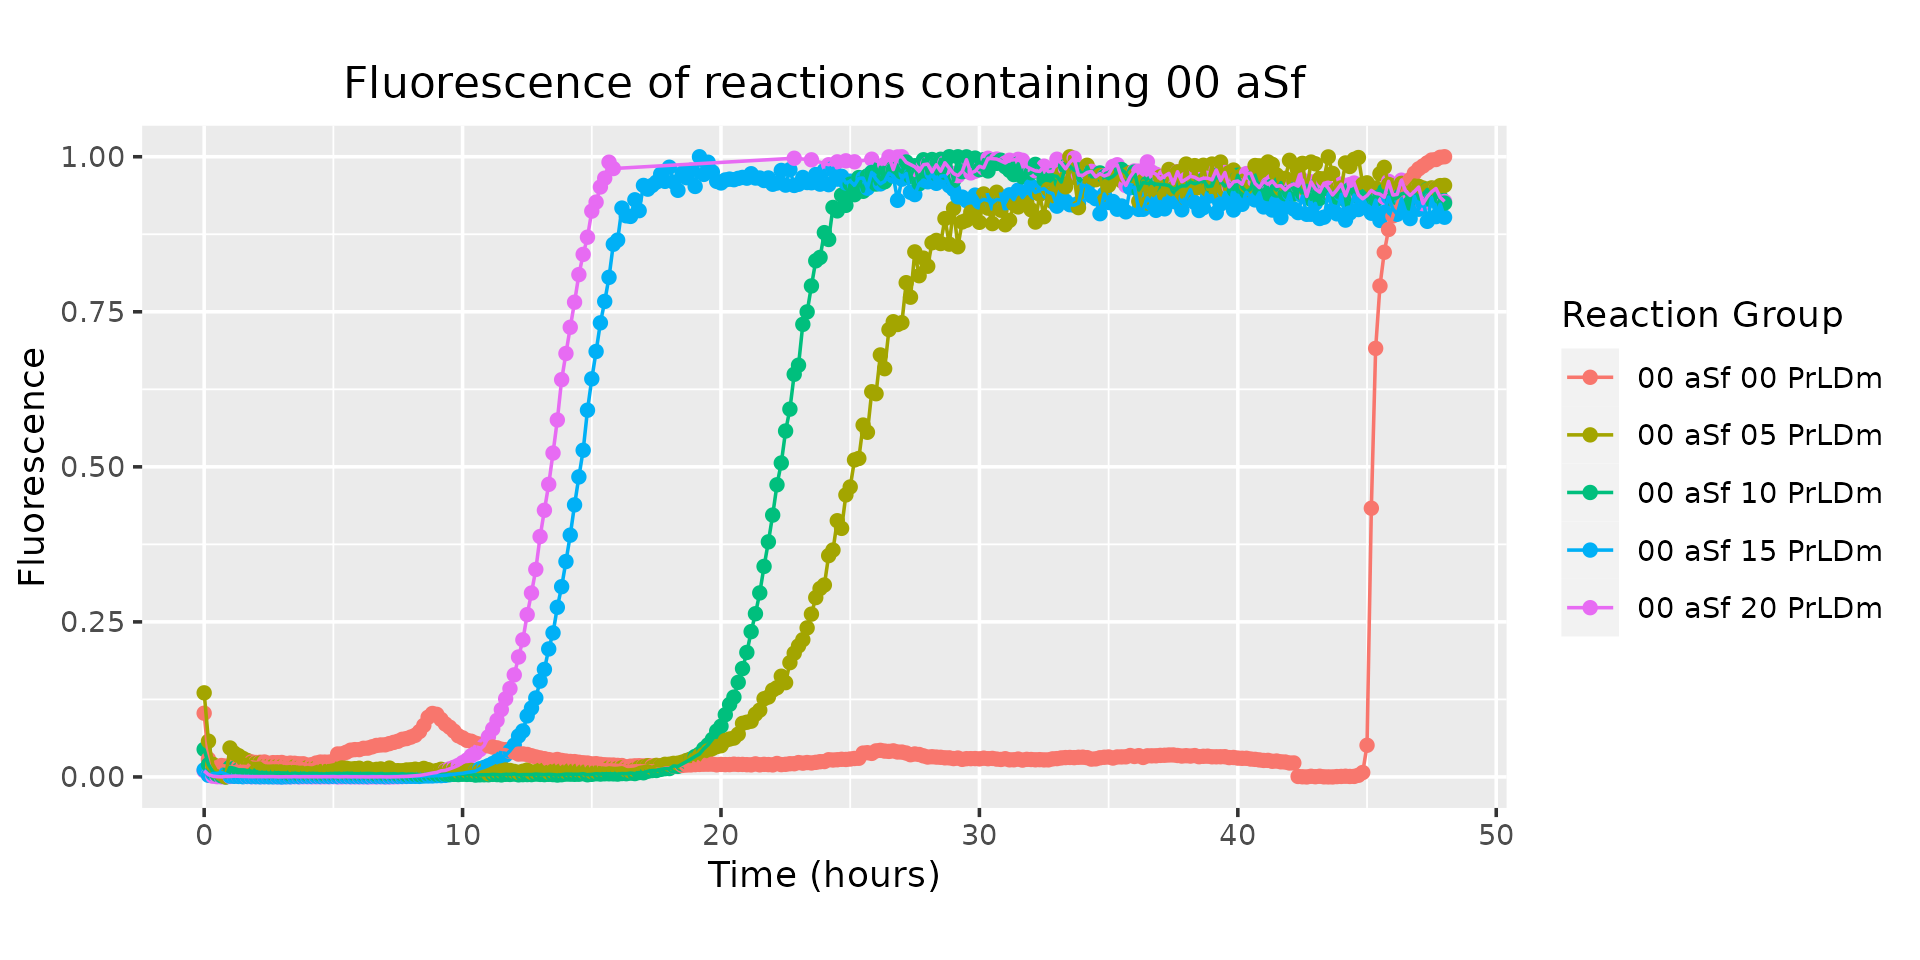 Fluorescence of reactions containing 00 aSf
1.00
0.75
0.50
0.25
0.00
Fluorescence
0 10 20 30 40 50
Time (hours)
Reaction Group
00 aSf 00 PrLDm
00 aSf 05 PrLDm
00 aSf 10 PrLDm
00 aSf 15 PrLDm
00 aSf 20 PrLDm